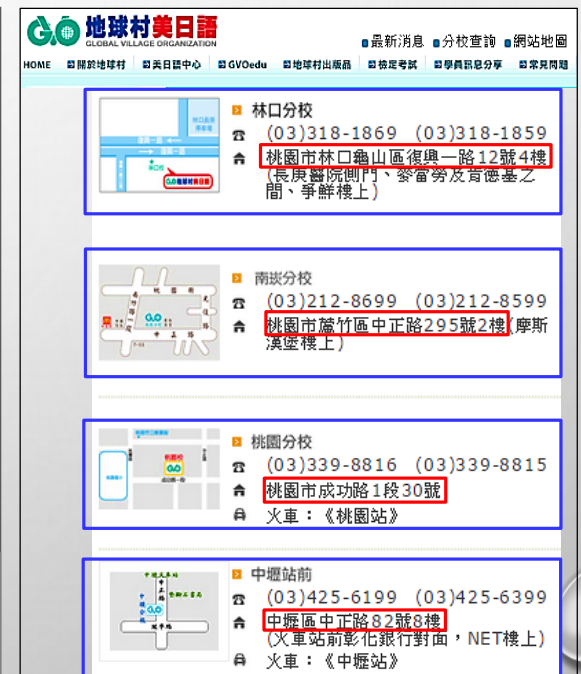 GO 地球村美日語
GLOBAL VILLAGE ORGANIZATION
最新消息 分校查詢 網站地圖
HOME 關於地球村 美日語中心 GVOedu 地球村出版品 檢定考試 學員訊息分享 常見問題
林口分校
(03)318-1869 (03)318-1859
桃園市林口龜山區復興一路12號4樓
(長庚醫院側門、麥當勞及肯德基之
間、爭鮮樓上)
南崁分校
(03)212-8699 (03)212-8599
桃園市蘆竹區中正路295號2樓(摩斯
漢堡樓上)
桃園分校
(03)339-8816 (03)339-8815
桃園市成功路1段30號
火車：《桃園站》
中壢站前
(03)425-6199 (03)425-6399
中壢區中正路82號8樓
(火車站前彰化銀行對面，NET樓上)
火車：《中壢站》